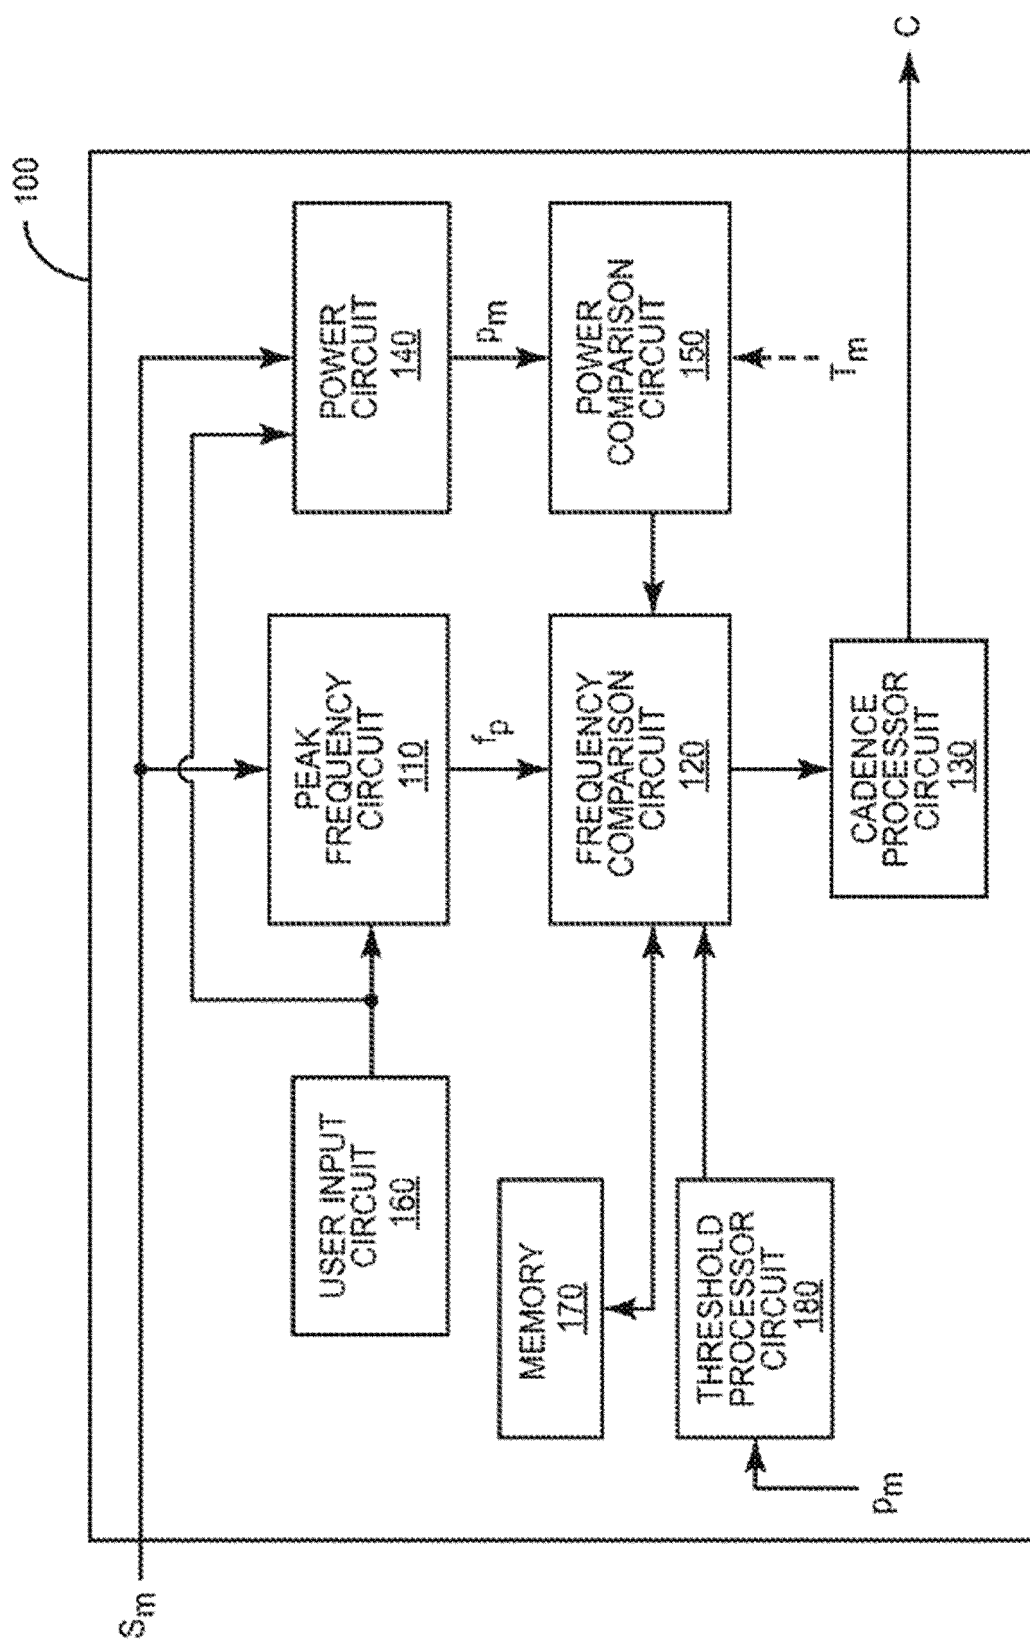 100
Sm
USER INPUT
CIRCUIT
160
PEAK
FREQUENCY
CIRCUIT
110
POWER
CIRCUIT
140
fp
pm
MEMORY
170
FREQUENCY
COMPARISON
CIRCUIT
120
POWER
COMPARISON
CIRCUIT
150
THRESHOLD
PROCESSOR
CIRCUIT
180
pm
Tm
CADENCE
PROCESSOR
CIRCUIT
130
C